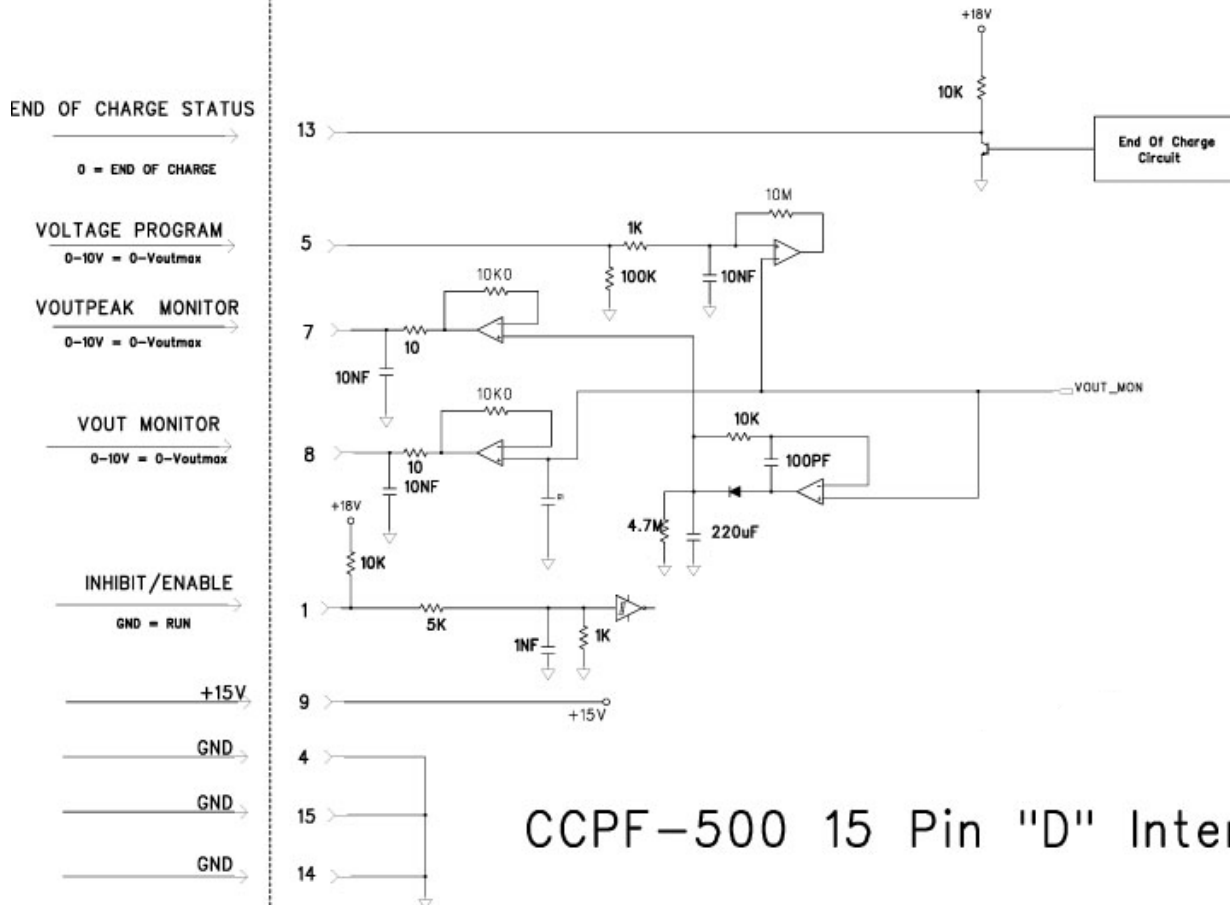 +18V
10K
END OF CHARGE STATUS
13
0 = END OF CHARGE
End Of Charge
Circuit
10M
VOLTAGE PROGRAM
5
1K
0-10V = 0-Voutmax
100K
10NF
10K0
VOUTPEAK MONITOR
7
0-10V = 0-Voutmax
10
10NF
10K0
VOUT_MON
VOUT MONITOR
8
0-10V = 0-Voutmax
10
10NF
10K
100PF
+18V
4.7M
220uF
10K
INHIBIT/ENABLE
1
GND = RUN
5K
1NF
1K
+15V
9
+15V
GND
4
GND
15
GND
14
CCPF-500 15 Pin "D" Inter